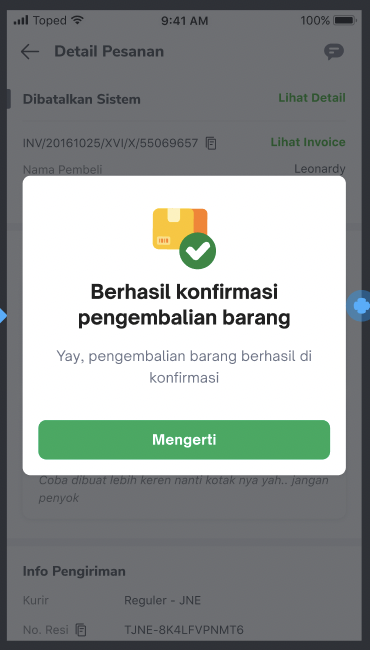 Toped 9:41 AM 100%
Detail Pesanan
Dibatalkan Sistem Lihat Detail
INV/20161025/XVI/X/55069657 Lihat Invoice
Nama Pembeli Leonardy
Berhasil konfirmasi
pengembalian barang
Yay, pengembalian barang berhasil di
konfirmasi
Mengerti
Coba dibuat lebih keren nanti kotak nya yah.. jangan
penyok
Info Pengiriman
Kurir Reguler - JNE
No. Resi TJNE-8K4LFVPNMT6